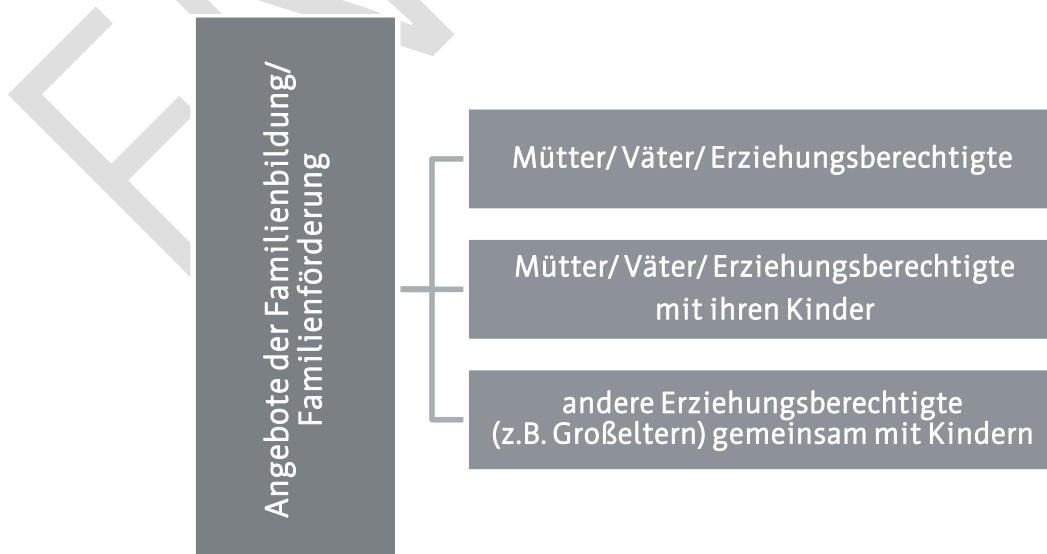 Angebote der Familienbildung/
Familienförderung
Mütter/ Väter/ Erziehungsberechtigte
Mütter/ Väter/ Erziehungsberechtigte
mit ihren Kinder
andere Erziehungsberechtigte
(z.B. Großeltern) gemeinsam mit Kindern